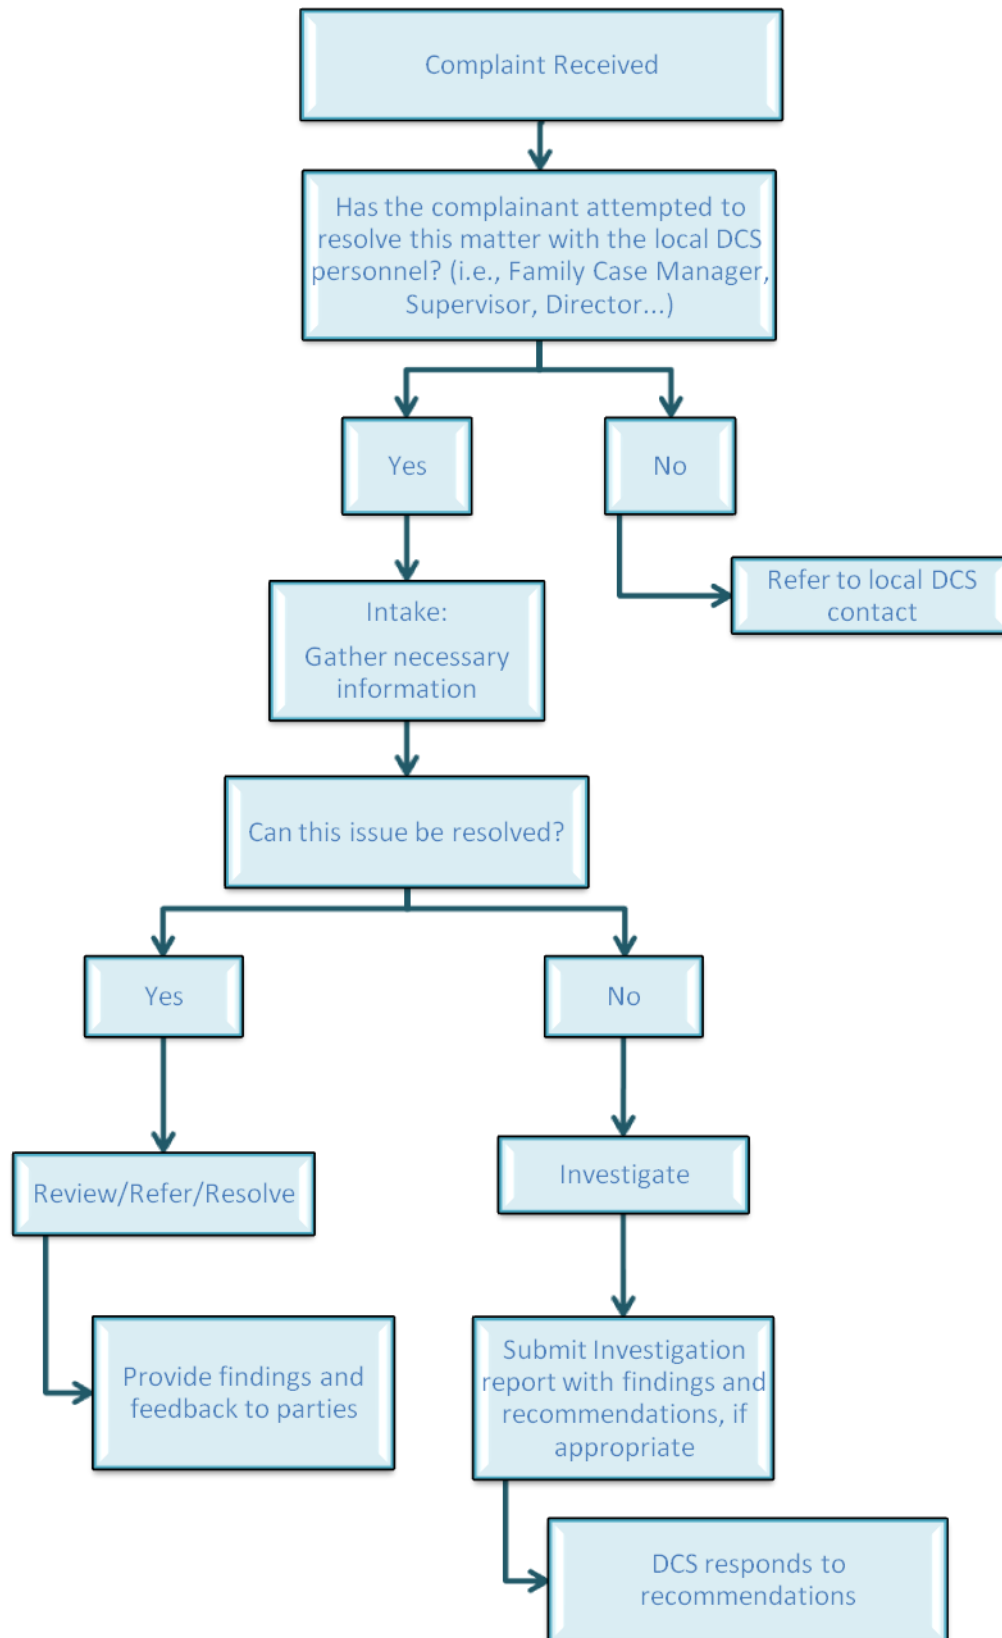 Complaint Received
Has the complainant attempted to
resolve this matter with the local DCS
personnel? (i.e., Family Case Manager,
Supervisor, Director...)
Yes
No
Refer to local DCS
contact
Intake:
Gather necessary
information
Can this issue be resolved?
Yes
No
Review/Refer/Resolve
Investigate
Provide findings and
feedback to parties
Submit Investigation
report with findings and
recommendations, if
appropriate
DCS responds to
recommendations